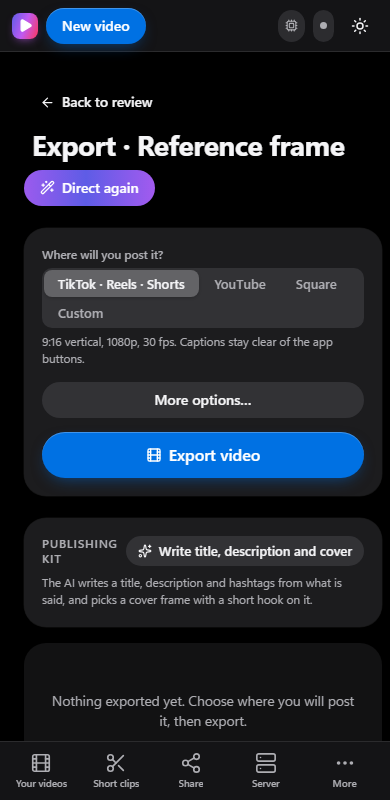 New video
Back to review
Export · Reference frame
Direct again
Where will you post it?
TikTok · Reels · Shorts
YouTube
Square
Custom
9:16 vertical, 1080p, 30 fps. Captions stay clear of the app
buttons.
More options...
Export video
PUBLISHING
KIT
Write title, description and cover
The AI writes a title, description and hashtags from what is
said, and picks a cover frame with a short hook on it.
Nothing exported yet. Choose where you will post
it, then export.
Your videos
Short clips
Share
Server
More